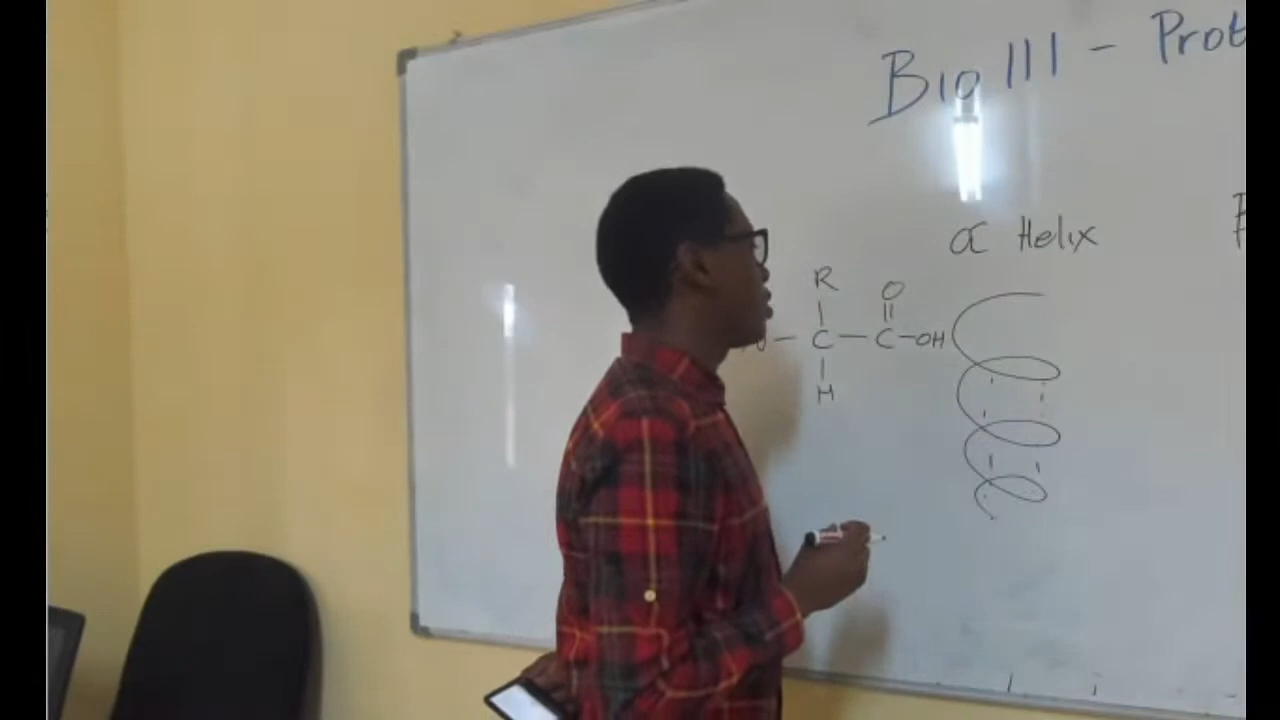 Bio 111 - Prot
α Helix
R
O
C - C - OH
H